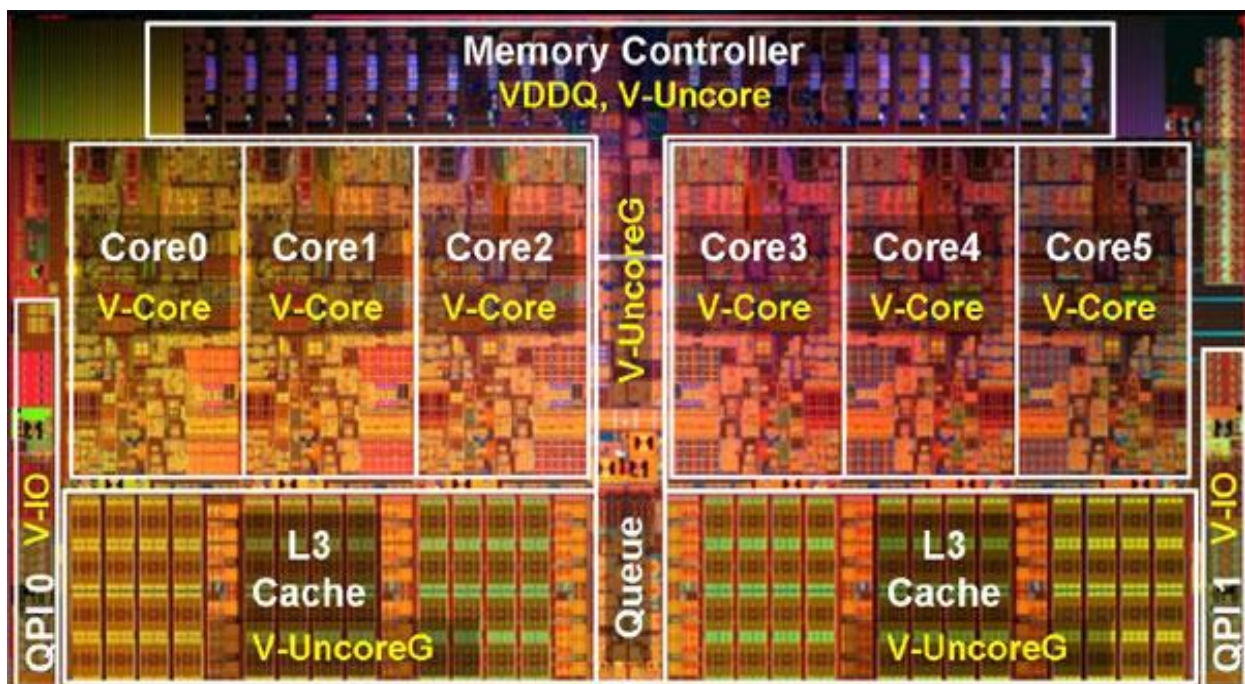 Memory Controller
VDDQ, V-Uncore
Core0
V-Core
Core1
V-Core
Core2
V-Core
V-UncoreG
Core3
V-Core
Core4
V-Core
Core5
V-Core
QPI 0 V-IO
L3
Cache
V-UncoreG
Queue
L3
Cache
V-UncoreG
QPI 1 V-IO